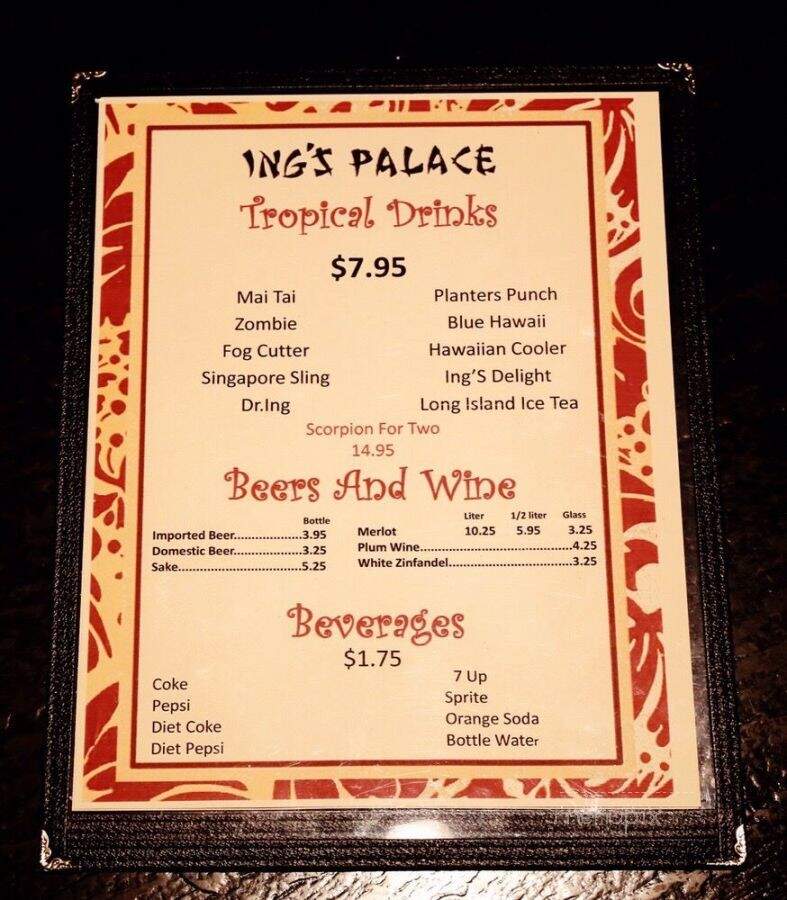 ING'S PALACE
Tropical Drinks
$7.95
Mai Tai Planters Punch
Zombie Blue Hawaii
Fog Cutter Hawaiian Cooler
Singapore Sling Ing'S Delight
Dr.Ing Long Island Ice Tea
Scorpion For Two
14.95
Beers And Wine
Bottle Liter 1/2 liter Glass
Imported Beer..................3.95 Merlot 10.25 5.95 3.25
Domestic Beer.................3.25 Plum Wine.......................................4.25
Sake...............................5.25 White Zinfandel...............................3.25
Beverages
$1.75
Coke 7 Up
Pepsi Sprite
Diet Coke Orange Soda
Diet Pepsi Bottle Water